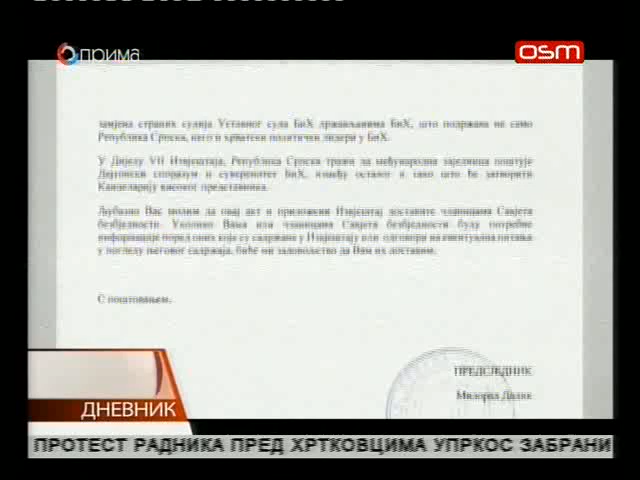 прима
OSM
замјена страних судија Уставног суда БиХ држављанима БиХ, што подржава не само
Република Српска, него и хрватски политички лидери у БиХ.
У Дијелу VII Извјештаја, Република Српска тражи да међународна заједница поштује
Дејтонски споразум и суверенитет БиХ, између осталог и тако што ће затворити
Канцеларију високог представника.
Љубазно Вас молим да овај акт и приложени Извјештај доставите чланицама Савјета
безбједности. Уколико Вама или чланицама Савјета безбједности буду потребне
информације поред оних које су садржане у Извјештају или одговори на евентуална питања
у погледу његовог садржаја, биће ми задовољство да Вам их доставим.
С поштовањем,
ПРЕДСЈЕДНИК
Милорад Додик
ДНЕВНИК
ПРОТЕСТ РАДНИКА ПРЕД ХРТКОВЦИМА УПРКОС ЗАБРАНИ